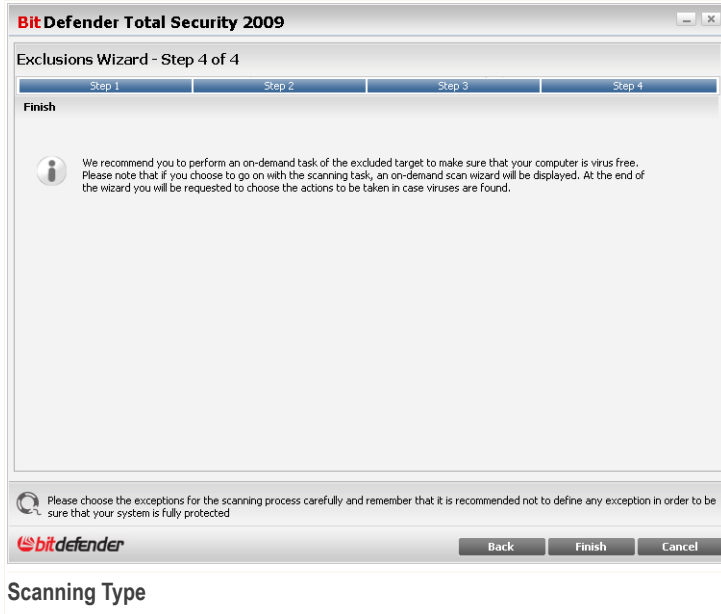 BitDefender Total Security 2009
Exclusions Wizard - Step 4 of 4
Step 1 Step 2 Step 3 Step 4
Finish
We recommend you to perform an on-demand task of the excluded target to make sure that your computer is virus free.
Please note that if you choose to go on with the scanning task, an on-demand scan wizard will be displayed. At the end of
the wizard you will be requested to choose the actions to be taken in case viruses are found.
Please choose the exceptions for the scanning process carefully and remember that it is recommended not to define any exception in order to be
sure that your system is fully protected
bitdefender
Back Finish Cancel
Scanning Type